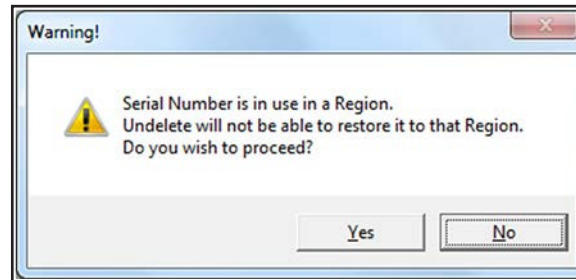 Warning!
Serial Number is in use in a Region.
Undelete will not be able to restore it to that Region.
Do you wish to proceed?
Yes No